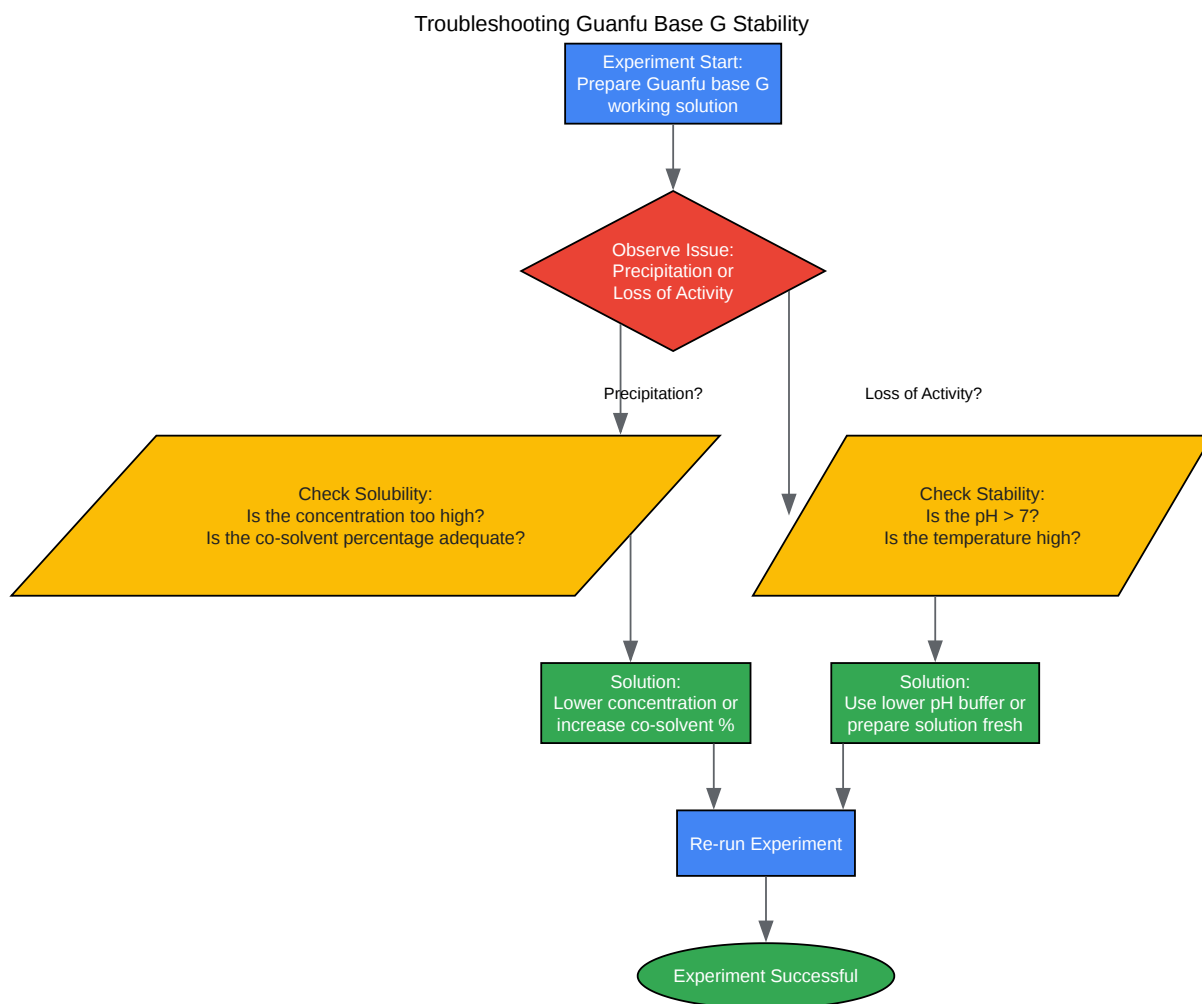 Troubleshooting Guanfu Base G Stability
Experiment Start:
Prepare Guanfu base G
working solution
Observe Issue:
Precipitation or
Loss of Activity
Precipitation?
Loss of Activity?
Check Solubility:
Is the concentration too high?
Is the co-solvent percentage adequate?
Check Stability:
Is the pH > 7?
Is the temperature high?
Solution:
Lower concentration or
increase co-solvent %
Solution:
Use lower pH buffer or
prepare solution fresh
Re-run Experiment
Experiment Successful